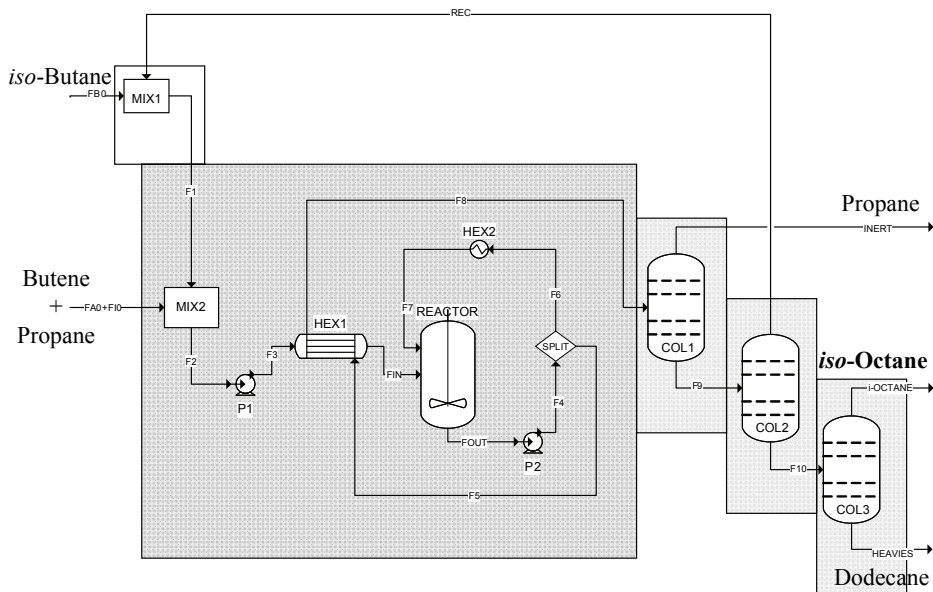 REC
iso-Butane
FB0
MIX1
F1
F8
Propane
INERT
HEX2
Butene
+
Propane
FA0+FI0
MIX2
F7
F6
REACTOR
HEX1
F3
FIN
SPLIT
COL1
F2
P1
F9
iso-Octane
i-OCTANE
COL2
F4
FOUT
P2
F5
F10
COL3
HEAVIES
Dodecane